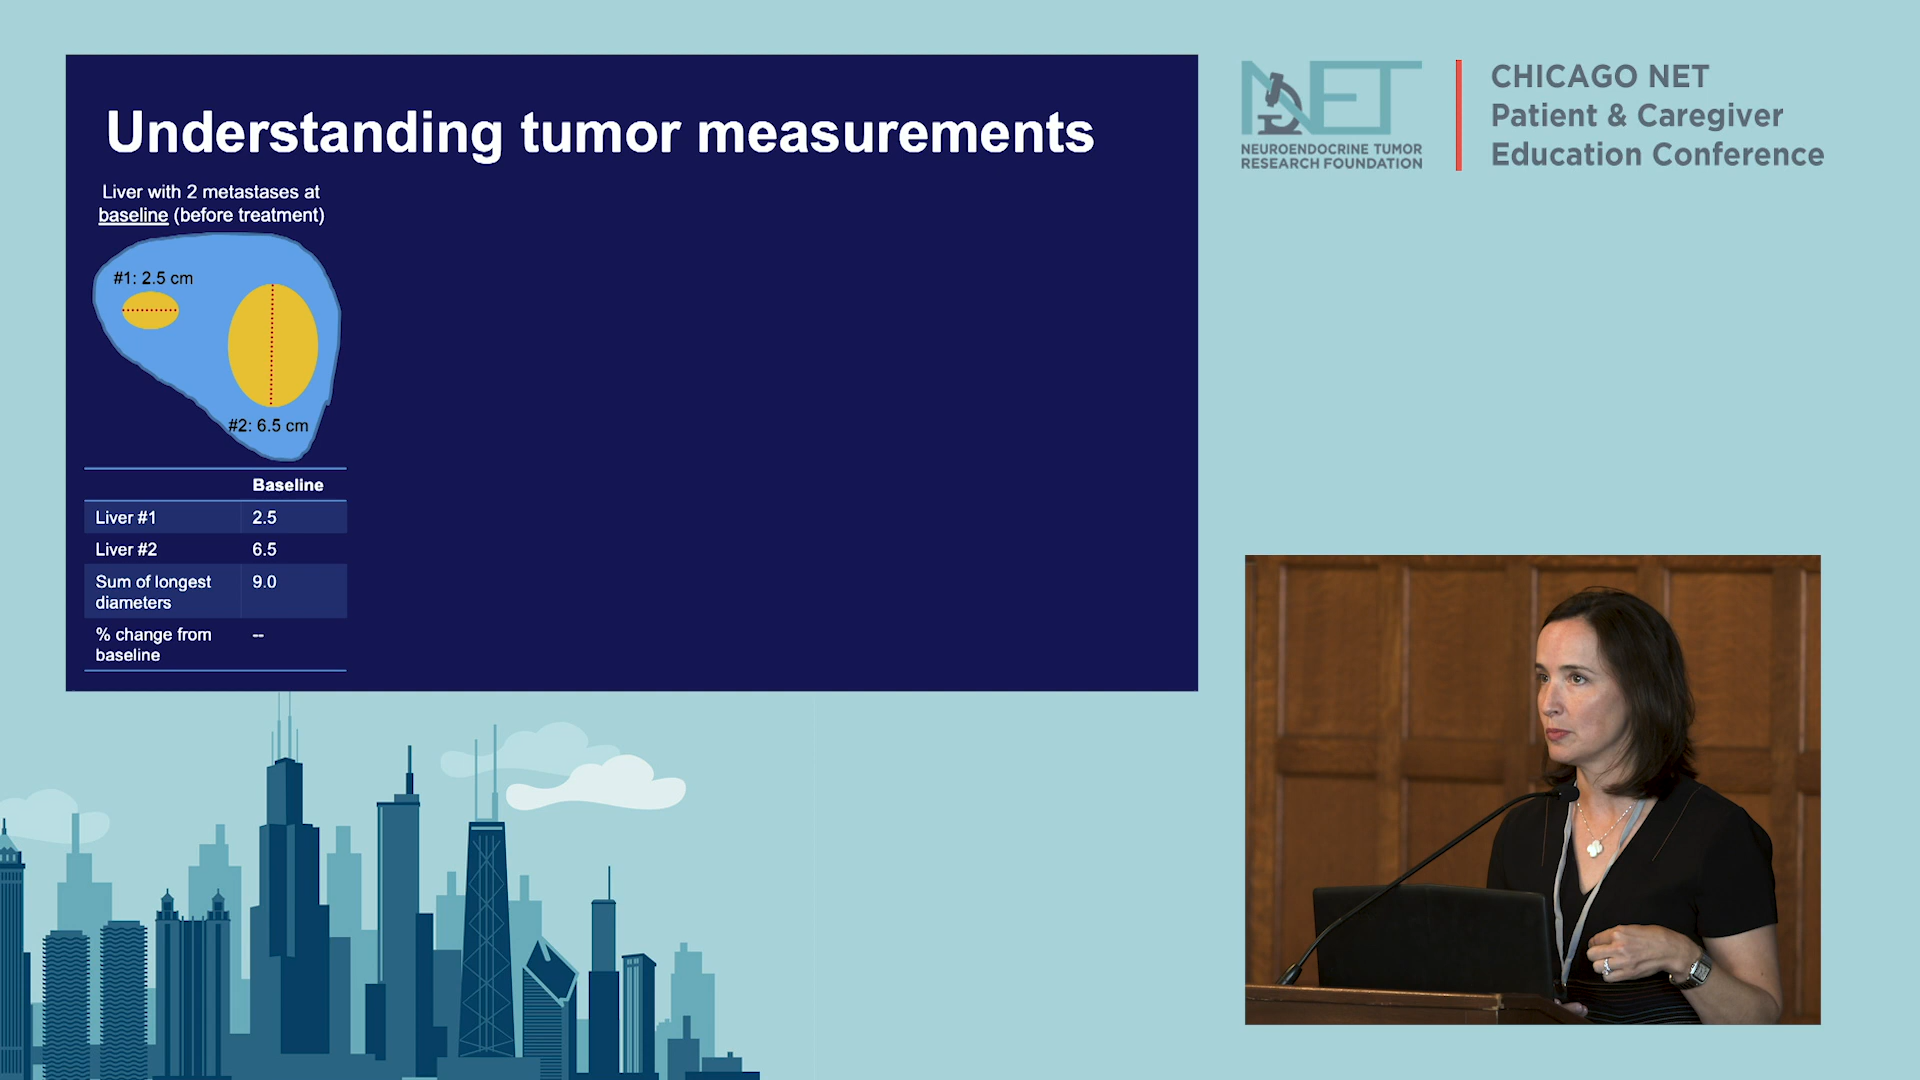 Understanding tumor measurements
Liver with 2 metastases at
baseline (before treatment)
#1: 2.5 cm
#2: 6.5 cm
Baseline
Liver #1 2.5
Liver #2 6.5
Sum of longest 9.0
diameters
% change from --
baseline
NET
NEUROENDOCRINE TUMOR
RESEARCH FOUNDATION
CHICAGO NET
Patient & Caregiver
Education Conference